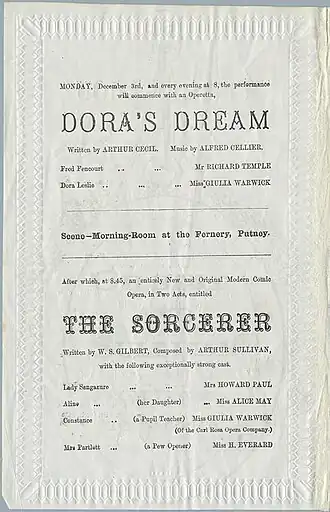 MONDAY, December 3rd, and every evening at 8, the performance
will commence with an Operetta,
DORA'S DREAM
Written by ARTHUR CECIL. Music by ALFRED CELLIER.
Fred Fencourt .. ... Mr RICHARD TEMPLE
Dora Leslie .. ... ... Miss GIULIA WARWICK
Scene—Morning-Room at the Fernery, Putney.
After which, at 8.45, an entirely New and Original Modern Comic
Opera, in Two Acts, entitled
THE SORCERER
Written by W. S. GILBERT, Composed by ARTHUR SULLIVAN,
with the following exceptionally strong cast.
Lady Sangazure ... ... Mrs HOWARD PAUL
Aline ... (her Daughter) ... Miss ALICE MAY
Constance .. (a Pupil Teacher) Miss GIULIA WARWICK
(Of the Carl Rosa Opera Company.)
Mrs Partlett ... (a Pew Opener) Miss H. EVERARD